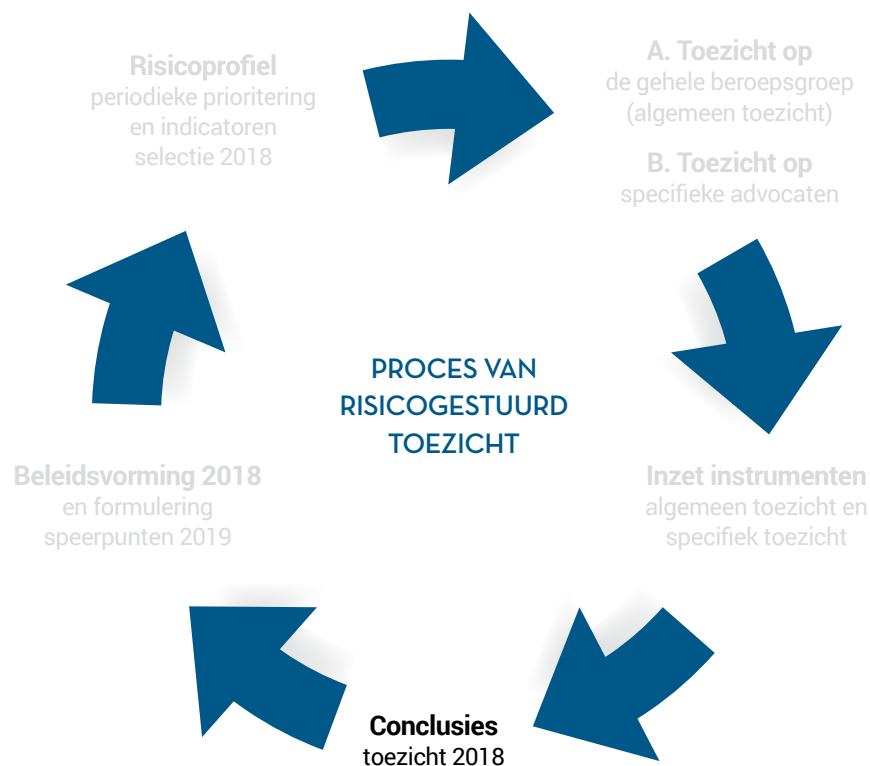 Risicoprofiel
periodieke prioritering
en indicatoren
selectie 2018
A. Toezicht op
de gehele beroepsgroep
(algemeen toezicht)
B. Toezicht op
specifieke advocaten
PROCES VAN
RISICOGESTUURD
TOEZICHT
Inzet instrumenten
algemeen toezicht en
specifiek toezicht
Conclusies
toezicht 2018
Beleidsvorming 2018
en formulering
speerpunten 2019